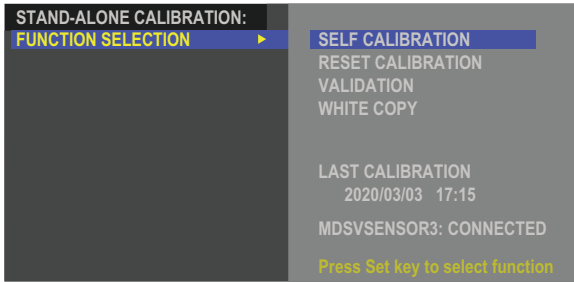 STAND-ALONE CALIBRATION:
FUNCTION SELECTION
SELF CALIBRATION
RESET CALIBRATION
VALIDATION
WHITE COPY
LAST CALIBRATION
2020/03/03 17:15
MDSVSENSOR3: CONNECTED
Press Set key to select function